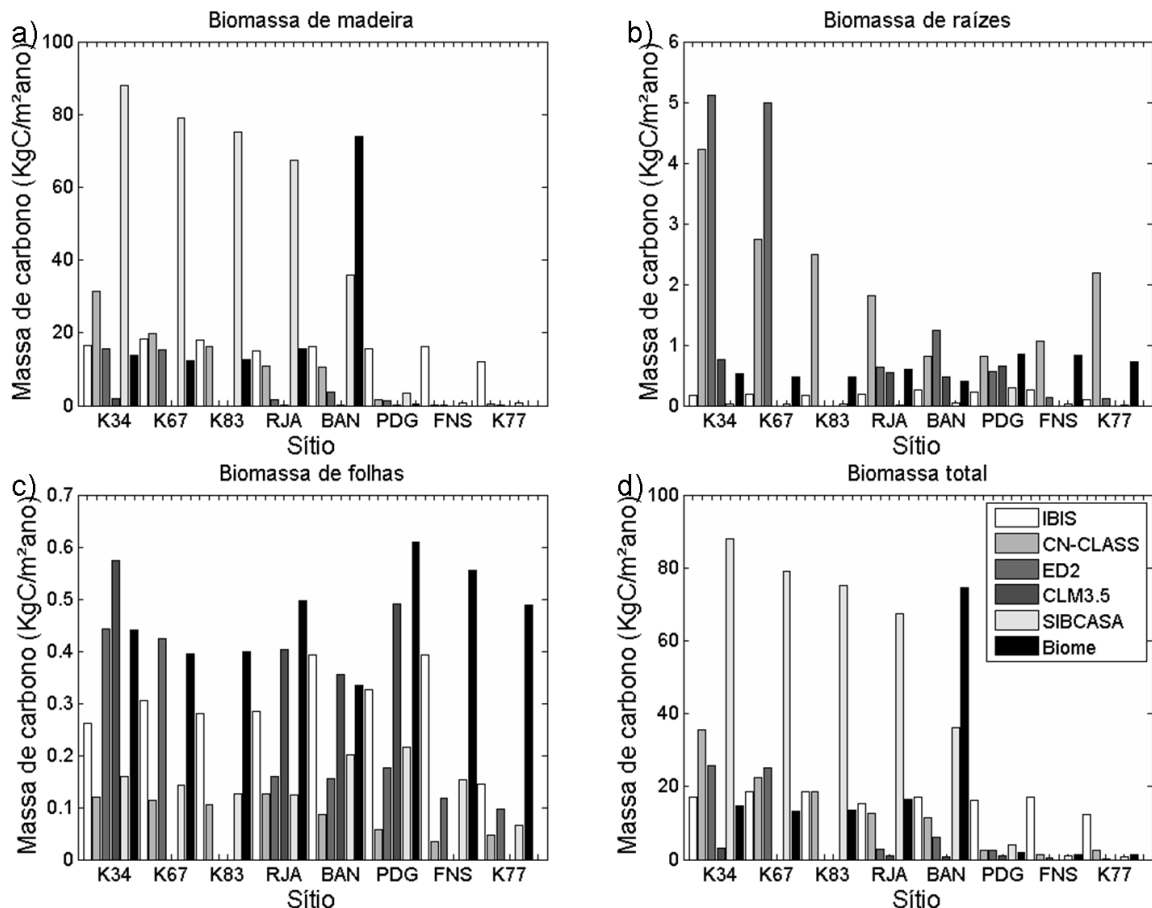 a)
Biomassa de madeira
Massa de carbono (KgC/m²ano)
100
80
60
40
20
0
K34 K67 K83 RJA BAN PDG FNS K77
Sítio
b)
Biomassa de raízes
Massa de carbono (KgC/m²ano)
6
5
4
3
2
1
0
K34 K67 K83 RJA BAN PDG FNS K77
Sítio
c)
Biomassa de folhas
Massa de carbono (KgC/m²ano)
0.7
0.6
0.5
0.4
0.3
0.2
0.1
0
K34 K67 K83 RJA BAN PDG FNS K77
Sítio
d)
Biomassa total
Massa de carbono (KgC/m²ano)
100
80
60
40
20
0
K34 K67 K83 RJA BAN PDG FNS K77
Sítio
IBIS
CN-CLASS
ED2
CLM3.5
SIBCASA
Biome